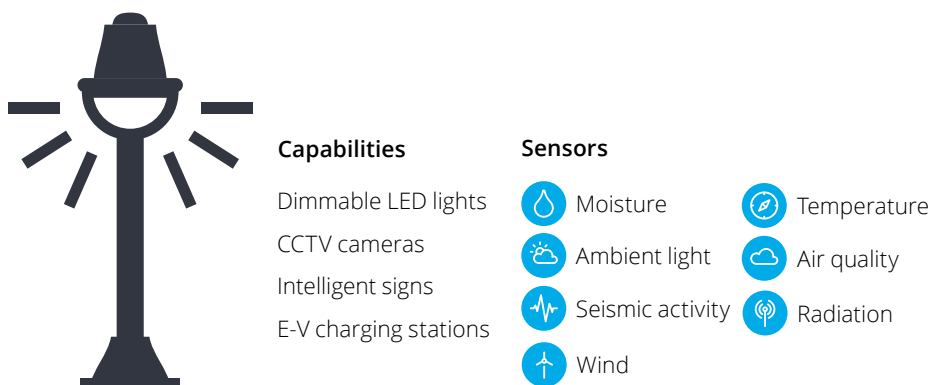 Capabilities
Dimmable LED lights
CCTV cameras
Intelligent signs
E-V charging stations
Sensors
Moisture
Ambient light
Seismic activity
Wind
Temperature
Air quality
Radiation